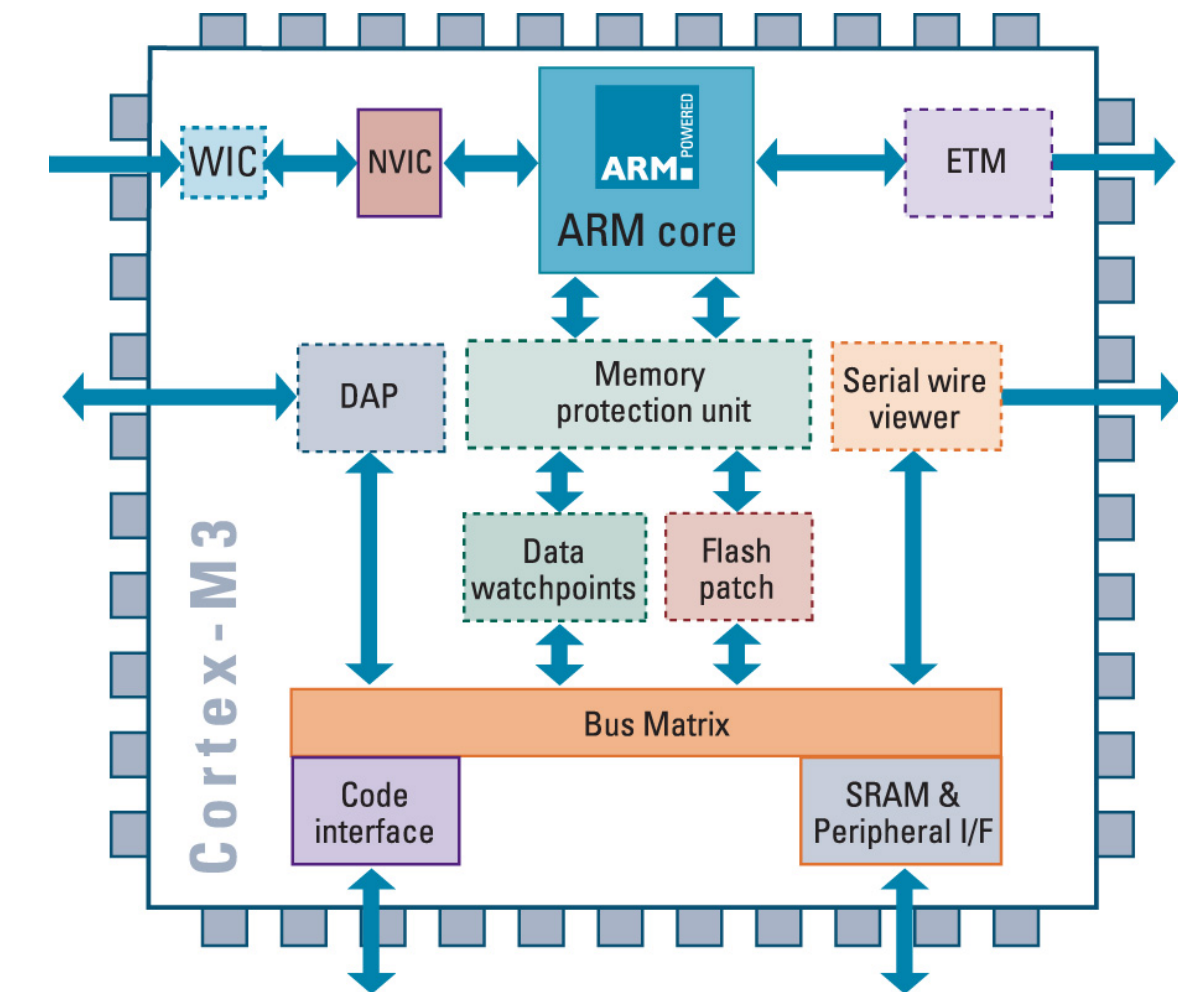 WIC
NVIC
ARM
POWERED
ARM core
ETM
DAP
Memory
protection unit
Serial wire
viewer
Data
watchpoints
Flash
patch
Cortex-M3
Bus Matrix
Code
interface
SRAM &
Peripheral I/F